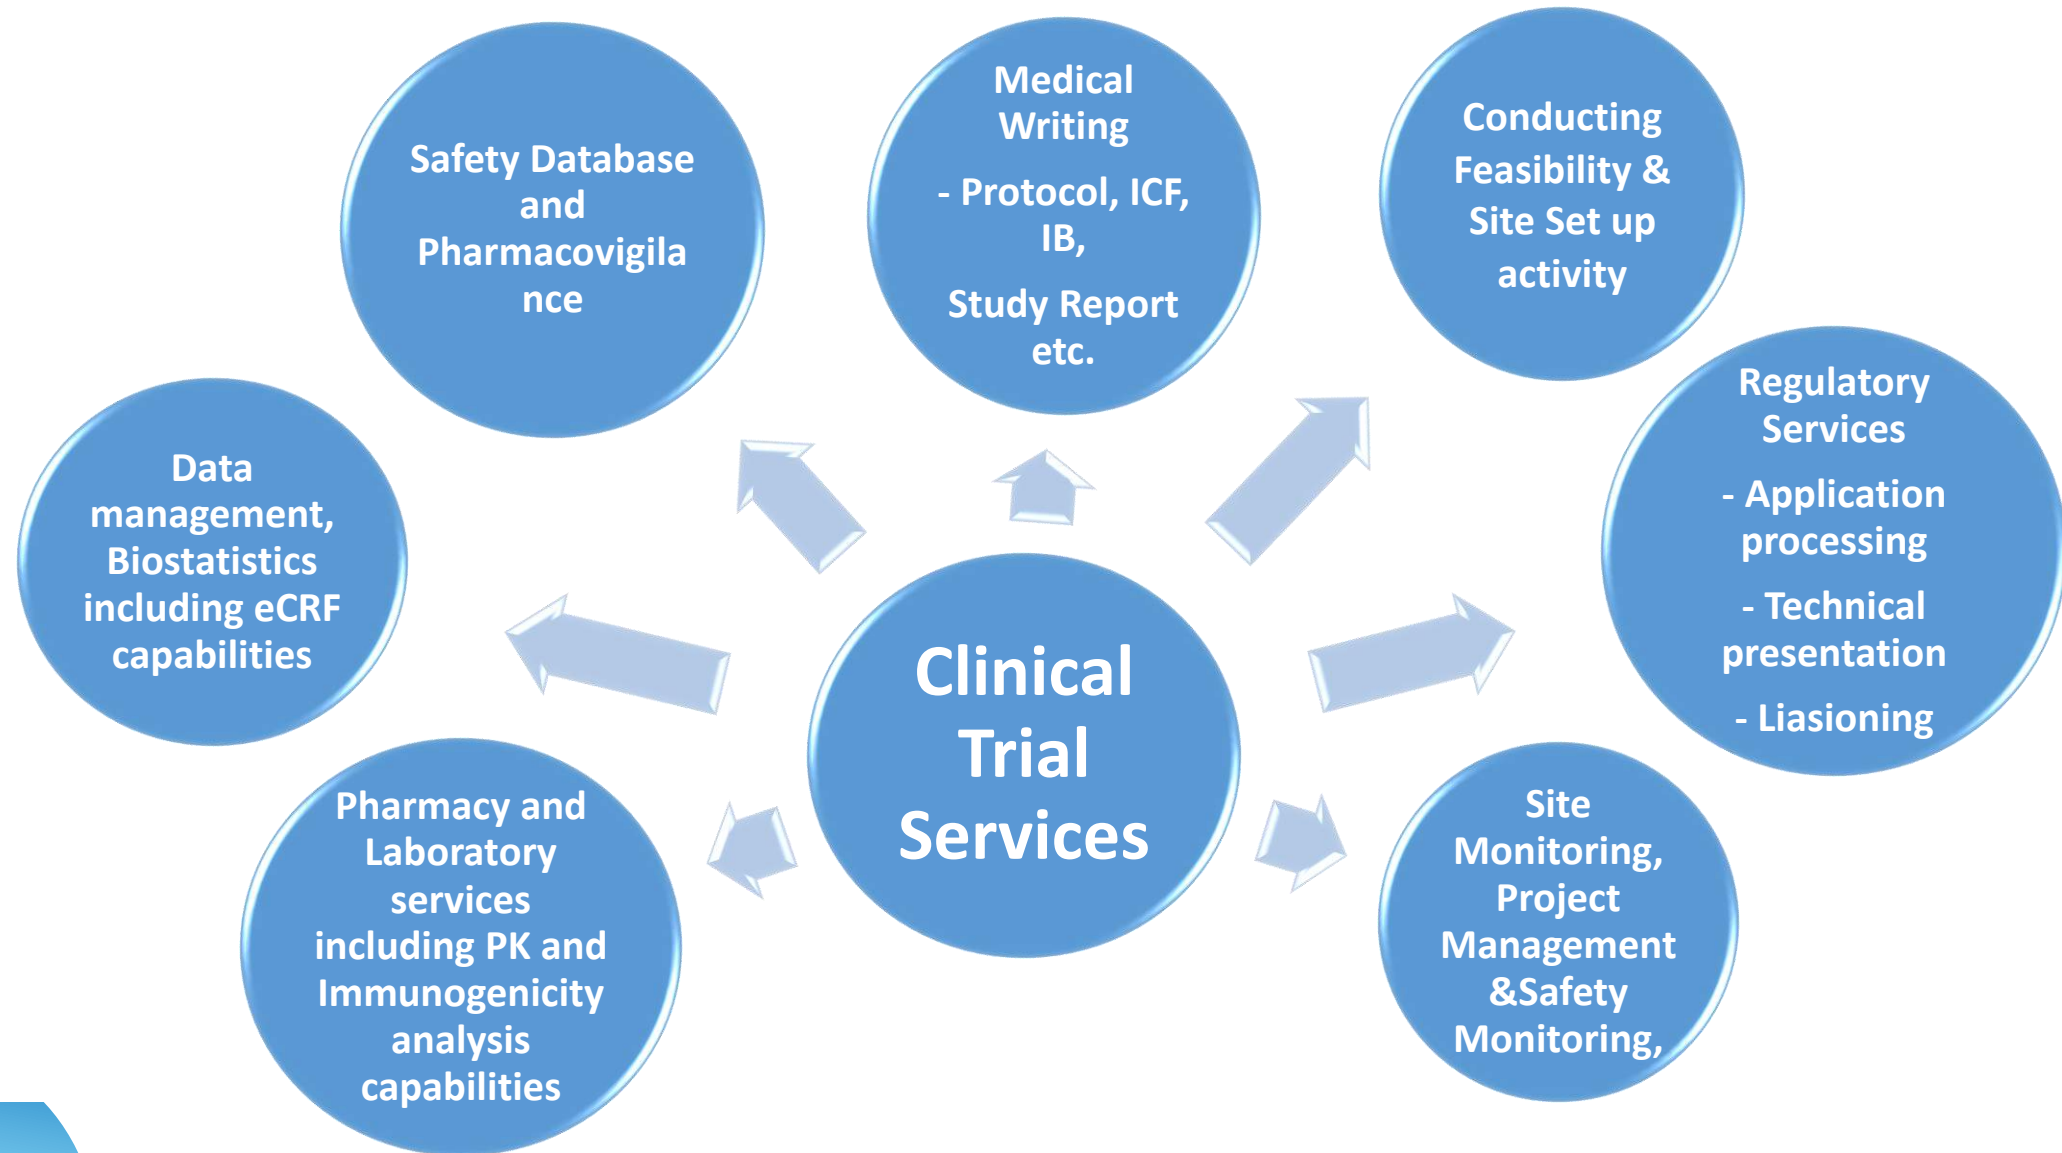 Safety Database
and
Pharmacovigila
nce
Medical
Writing
- Protocol, ICF,
IB,
Study Report
etc.
Conducting
Feasibility &
Site Set up
activity
Regulatory
Services
- Application
processing
- Technical
presentation
- Liasioning
Data
management,
Biostatistics
including eCRF
capabilities
Clinical
Trial
Services
Pharmacy and
Laboratory
services
including PK and
Immunogenicity
analysis
capabilities
Site
Monitoring,
Project
Management
&Safety
Monitoring,